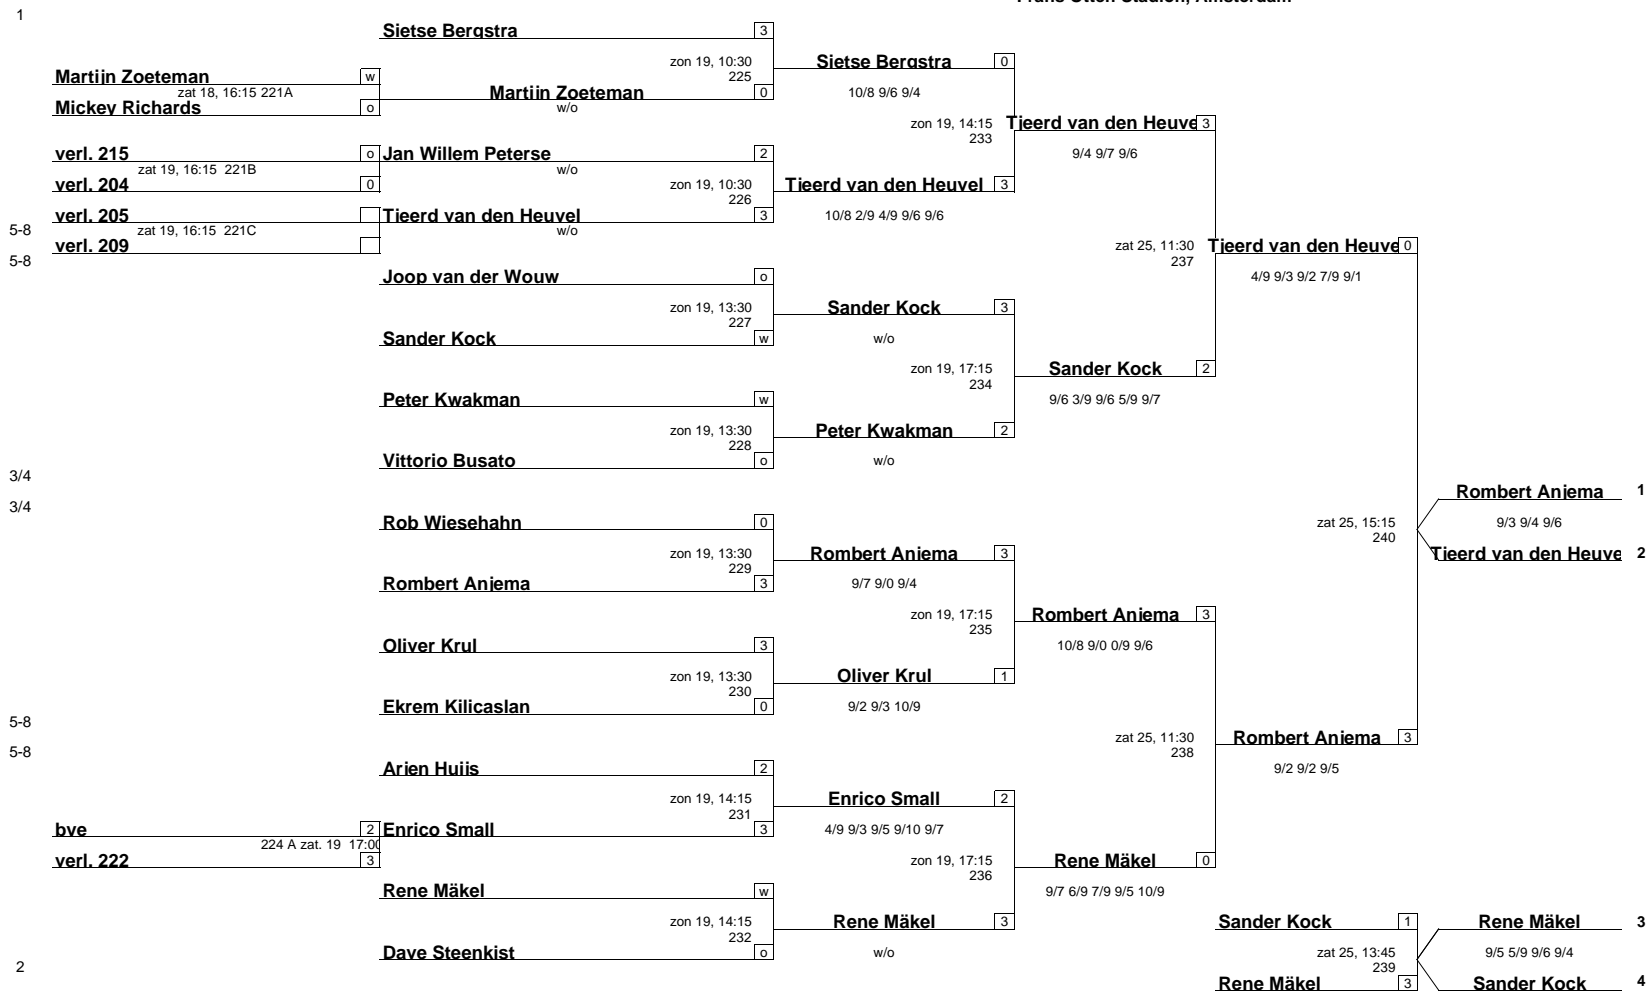 Frans Otten Stadion, Amsterdam
1
Sietse Bergstra 3
zon 19, 10:30
225
Sietse Bergstra 0
10/8 9/6 9/4
Martijn Zoeteman w
zat 18, 16:15 221A
Mickey Richards o
Martijn Zoeteman 0
w/o
zon 19, 14:15
233
Tjeerd van den Heuve 3
9/4 9/7 9/6
verl. 215 o
zat 19, 16:15 221B
verl. 204 0
Jan Willem Peterse 2
w/o
zon 19, 10:30
226
Tjeerd van den Heuvel 3
10/8 2/9 4/9 9/6 9/6
5-8
verl. 205
zat 19, 16:15 221C
verl. 209
5-8
Tjeerd van den Heuvel 3
w/o
zat 25, 11:30
237
Tjeerd van den Heuve 0
4/9 9/3 9/2 7/9 9/1
Joop van der Wouw o
zon 19, 13:30
227
Sander Kock w
Sander Kock 3
w/o
zon 19, 17:15
234
Sander Kock 2
9/6 3/9 9/6 5/9 9/7
Peter Kwakman w
zon 19, 13:30
228
Vittorio Busato o
Peter Kwakman 2
w/o
3/4
3/4
zat 25, 15:15
240
Rombert Anjema 1
9/3 9/4 9/6
Tjeerd van den Heuve 2
Rob Wiesehahn 0
zon 19, 13:30
229
Rombert Anjema 3
Rombert Anjema 3
9/7 9/0 9/4
zon 19, 17:15
235
Rombert Anjema 3
10/8 9/0 0/9 9/6
Oliver Krul 3
zon 19, 13:30
230
Ekrem Kilicaslan 0
Oliver Krul 1
9/2 9/3 10/9
5-8
5-8
zat 25, 11:30
238
Rombert Anjema 3
9/2 9/2 9/5
Arjen Huijs 2
zon 19, 14:15
231
Enrico Small 3
Enrico Small 2
4/9 9/3 9/5 9/10 9/7
bye 2
224 A zat. 19 17:00
verl. 222 3
zon 19, 17:15
236
Rene Mäkel 0
9/7 6/9 7/9 9/5 10/9
Rene Mäkel w
zon 19, 14:15
232
Dave Steenkist o
Rene Mäkel 3
w/o
2
Sander Kock 1
zat 25, 13:45
239
Rene Mäkel 3
Rene Mäkel 3
9/5 5/9 9/6 9/4
Sander Kock 4